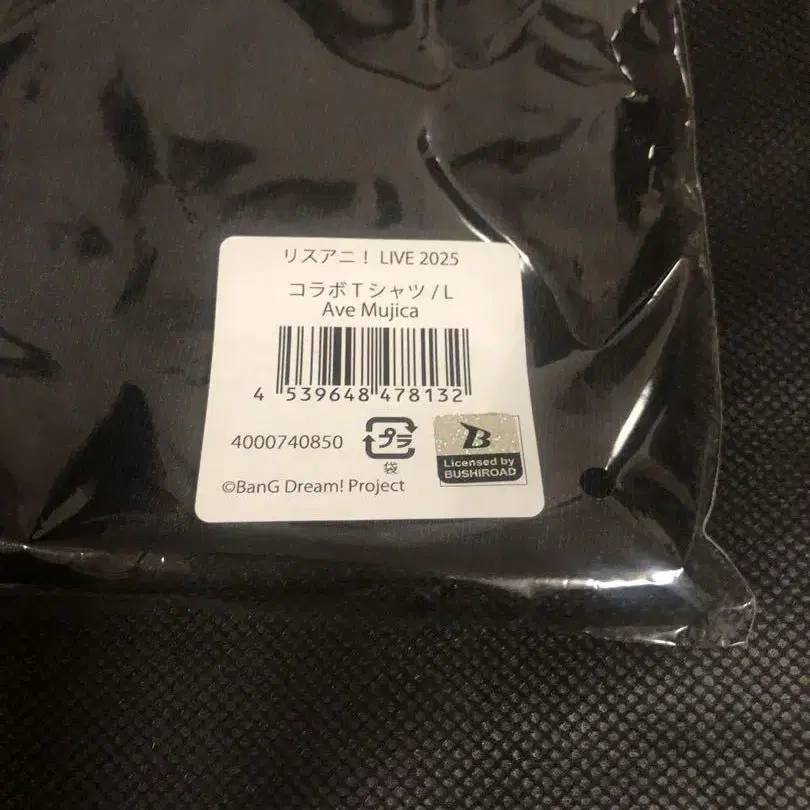 リスアニ！ LIVE 2025
コラボTシャツ / L
Ave Mujica
4 539648 478132
4000740850
プラ
袋
B
Licensed by
BUSHIROAD
©BanG Dream! Project